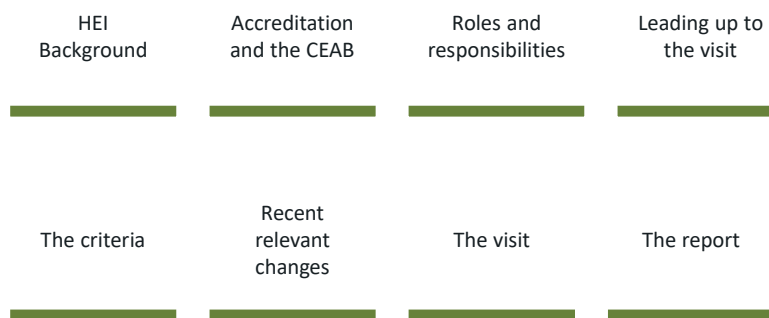 HEI
Background
Accreditation
and the CEAB
Roles and
responsibilities
Leading up to
the visit
The criteria
Recent
relevant
changes
The visit
The report